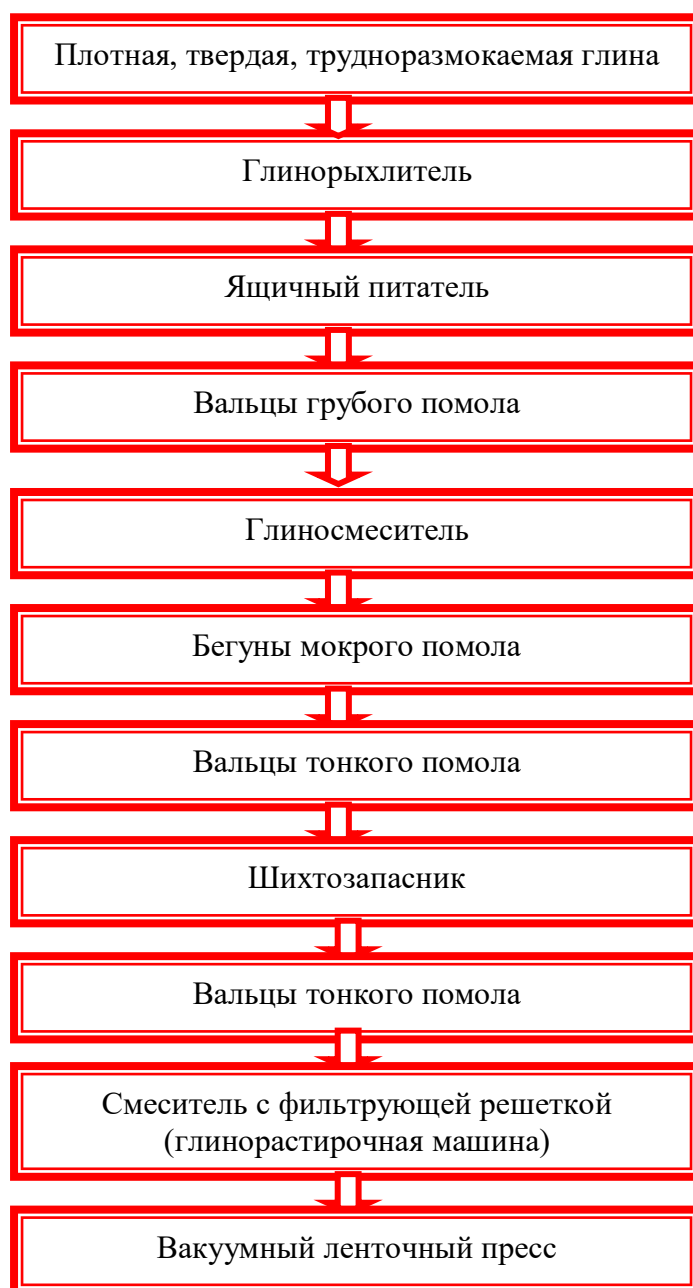 Плотная, твердая, трудноразмокаемая глина
Глинорыхлитель
Ящичный питатель
Вальцы грубого помола
Глиносмеситель
Бегуны мокрого помола
Вальцы тонкого помола
Шихтозапасник
Вальцы тонкого помола
Смеситель с фильтрующей решеткой
(глинорастирочная машина)
Вакуумный ленточный пресс